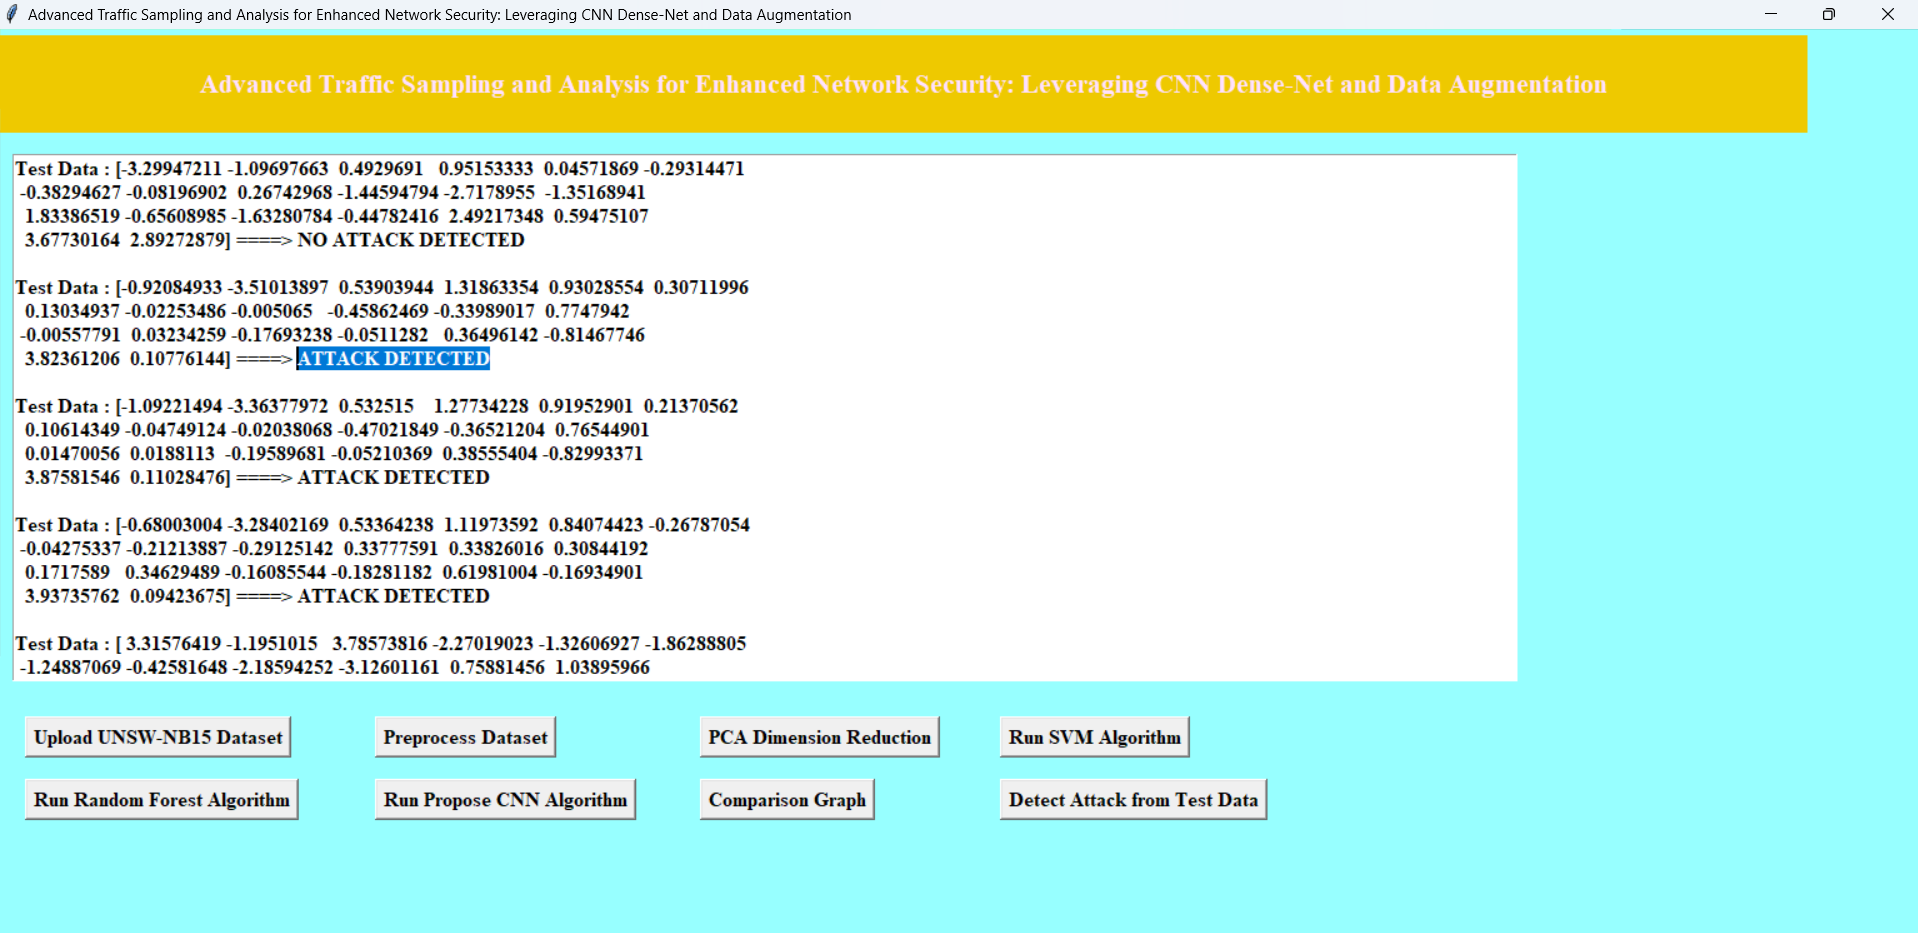 Advanced Traffic Sampling and Analysis for Enhanced Network Security: Leveraging CNN Dense-Net and Data Augmentation
Advanced Traffic Sampling and Analysis for Enhanced Network Security: Leveraging CNN Dense-Net and Data Augmentation
Test Data : [-3.29947211 -1.09697663 0.4929691 0.95153333 0.04571869 -0.29314471
-0.38294627 -0.08196902 0.26742968 -1.44594794 -2.7178955 -1.35168941
1.83386519 -0.65608985 -1.63280784 -0.44782416 2.49217348 0.59475107
3.67730164 2.89272879] ====> NO ATTACK DETECTED
Test Data : [-0.92084933 -3.51013897 0.53903944 1.31863354 0.93028554 0.30711996
0.13034937 -0.02253486 -0.005065 -0.45862469 -0.33989017 0.7747942
-0.00557791 0.03234259 -0.17693238 -0.0511282 0.36496142 -0.81467746
3.82361206 0.10776144] ====> ATTACK DETECTED
Test Data : [-1.09221494 -3.36377972 0.532515 1.27734228 0.91952901 0.21370562
0.10614349 -0.04749124 -0.02038068 -0.47021849 -0.36521204 0.76544901
0.01470056 0.0188113 -0.19589681 -0.05210369 0.38555404 -0.82993371
3.87581546 0.11028476] ====> ATTACK DETECTED
Test Data : [-0.68003004 -3.28402169 0.53364238 1.11973592 0.84074423 -0.26787054
-0.04275337 -0.21213887 -0.29125142 0.33777591 0.33826016 0.30844192
0.1717589 0.34629489 -0.16085544 -0.18281182 0.61981004 -0.16934901
3.93735762 0.09423675] ====> ATTACK DETECTED
Test Data : [ 3.31576419 -1.1951015 3.78573816 -2.27019023 -1.32606927 -1.86288805
-1.24887069 -0.42581648 -2.18594252 -3.12601161 0.75881456 1.03895966
Upload UNSW-NB15 Dataset
Preprocess Dataset
PCA Dimension Reduction
Run SVM Algorithm
Run Random Forest Algorithm
Run Propose CNN Algorithm
Comparison Graph
Detect Attack from Test Data